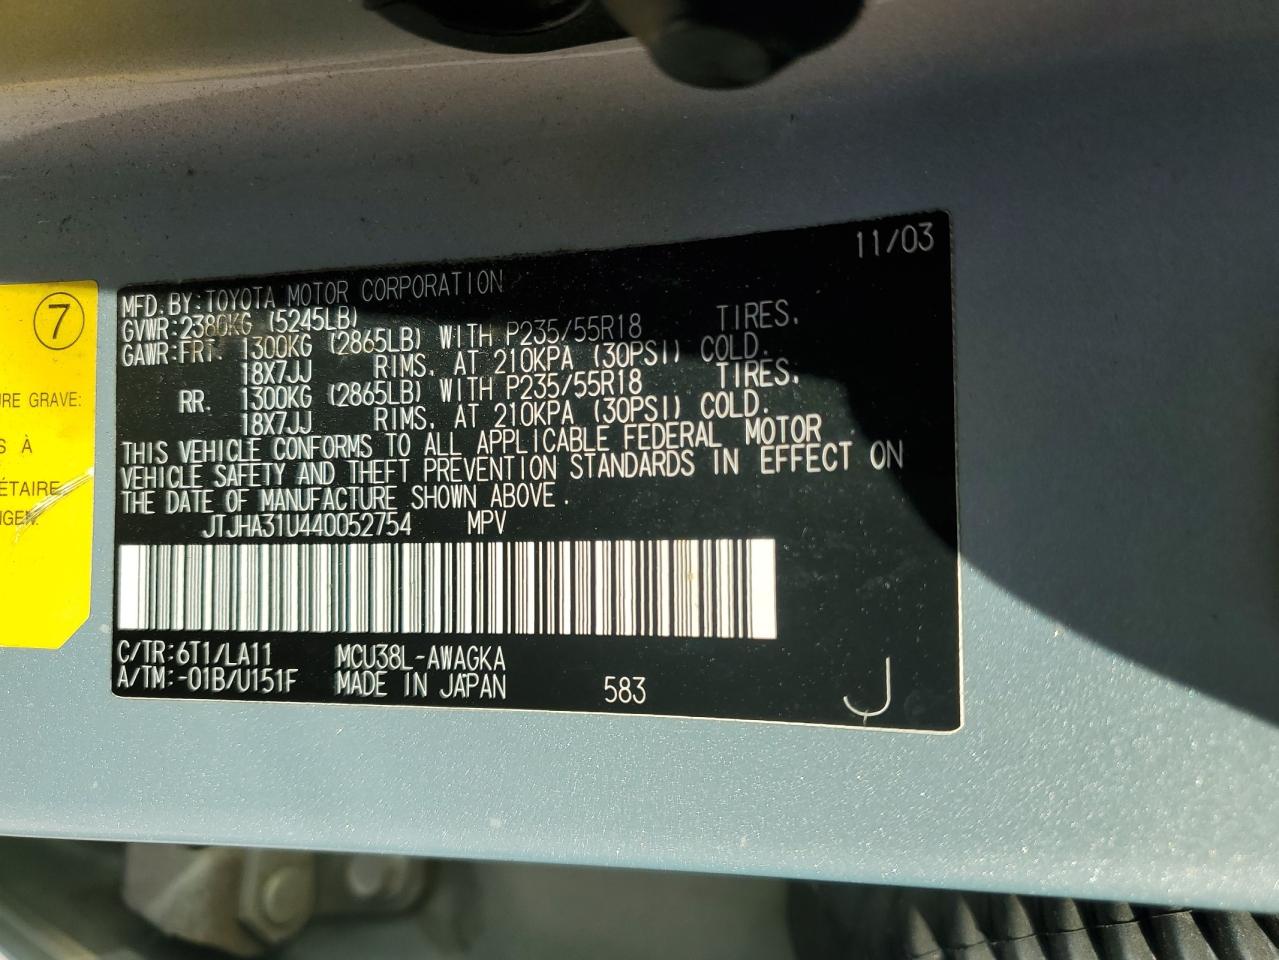 11/03
MFD. BY: TOYOTA MOTOR CORPORATION
GVWR: 2380KG (5245LB)
GAWR: FRT. 1300KG (2865LB) WITH P235/55R18 TIRES.
18X7JJ RIMS. AT 210KPA (30PSI) COLD.
RR. 1300KG (2865LB) WITH P235/55R18 TIRES.
18X7JJ RIMS. AT 210KPA (30PSI) COLD.
THIS VEHICLE CONFORMS TO ALL APPLICABLE FEDERAL MOTOR
VEHICLE SAFETY AND THEFT PREVENTION STANDARDS IN EFFECT ON
THE DATE OF MANUFACTURE SHOWN ABOVE.
JTJHA31U440052754 MPV
C/TR: 6T1/LA11 MCU38L-AWAGKA
A/TM: -01B/U151F MADE IN JAPAN 583
J
7
URE GRAVE:
S À
ÉTAIRE.
GEN.